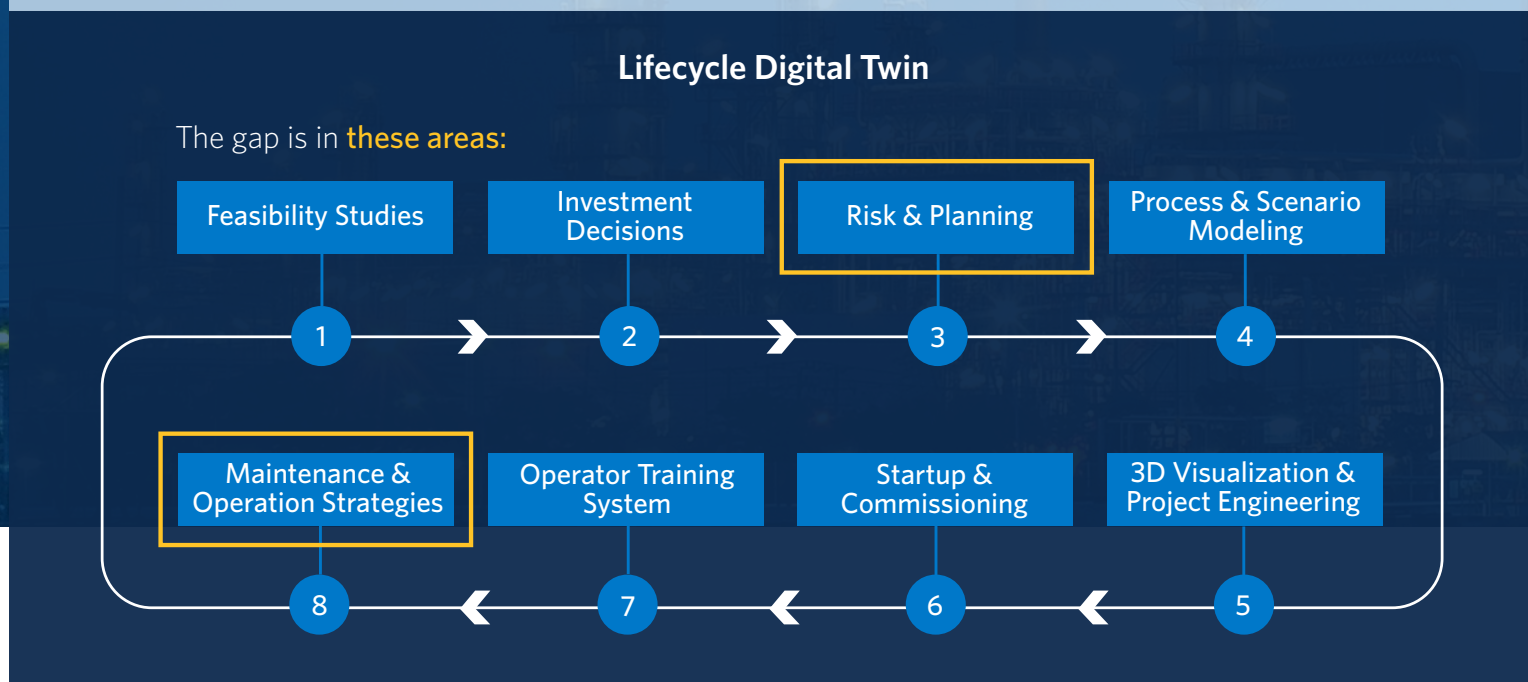 Lifecycle Digital Twin
The gap is in these areas:
Feasibility Studies
Investment
Decisions
Risk & Planning
Process & Scenario
Modeling
1
2
3
4
Maintenance &
Operation Strategies
Operator Training
System
Startup &
Commissioning
3D Visualization &
Project Engineering
8
7
6
5